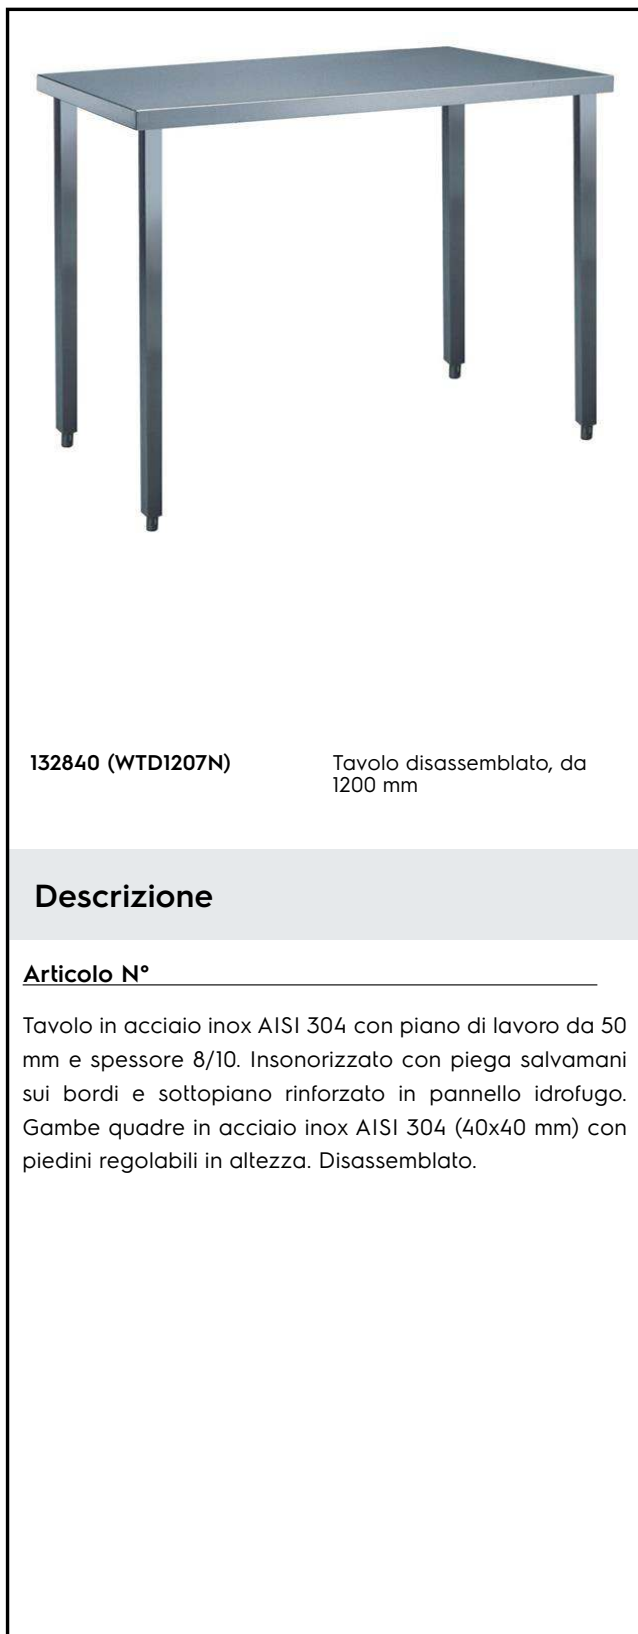 132840 (WTD1207N)
Tavolo disassemblato, da
1200 mm
Descrizione
Articolo N°
Tavolo in acciaio inox AISI 304 con piano di lavoro da 50
mm e spessore 8/10. Insonorizzato con piega salvamani
sui bordi e sottopiano rinforzato in pannello idrofugo.
Gambe quadre in acciaio inox AISI 304 (40x40 mm) con
piedini regolabili in altezza. Disassemblato.